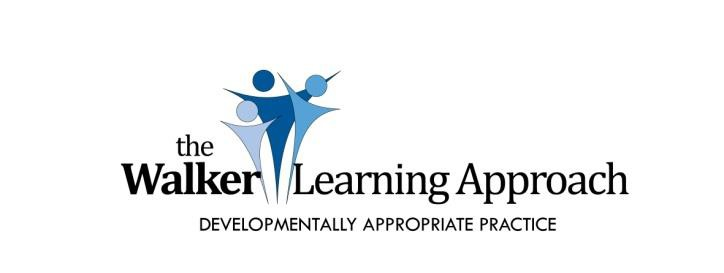 the
Walker Learning Approach
DEVELOPMENTALLY APPROPRIATE PRACTICE